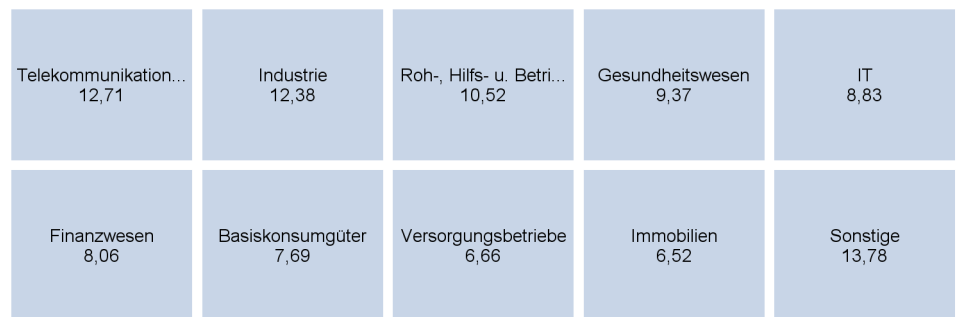 Telekommunikation...
12,71
Industrie
12,38
Roh-, Hilfs- u. Betri...
10,52
Gesundheitswesen
9,37
IT
8,83
Finanzwesen
8,06
Basiskonsumgüter
7,69
Versorgungsbetriebe
6,66
Immobilien
6,52
Sonstige
13,78